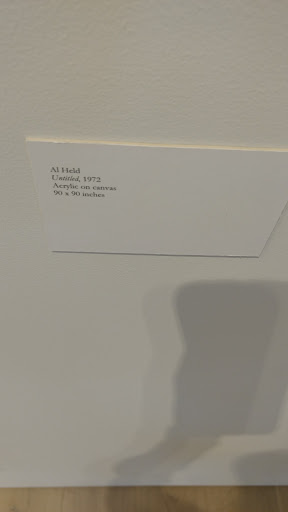 Al Held
Untitled, 1972
Acrylic on canvas
90 x 90 inches